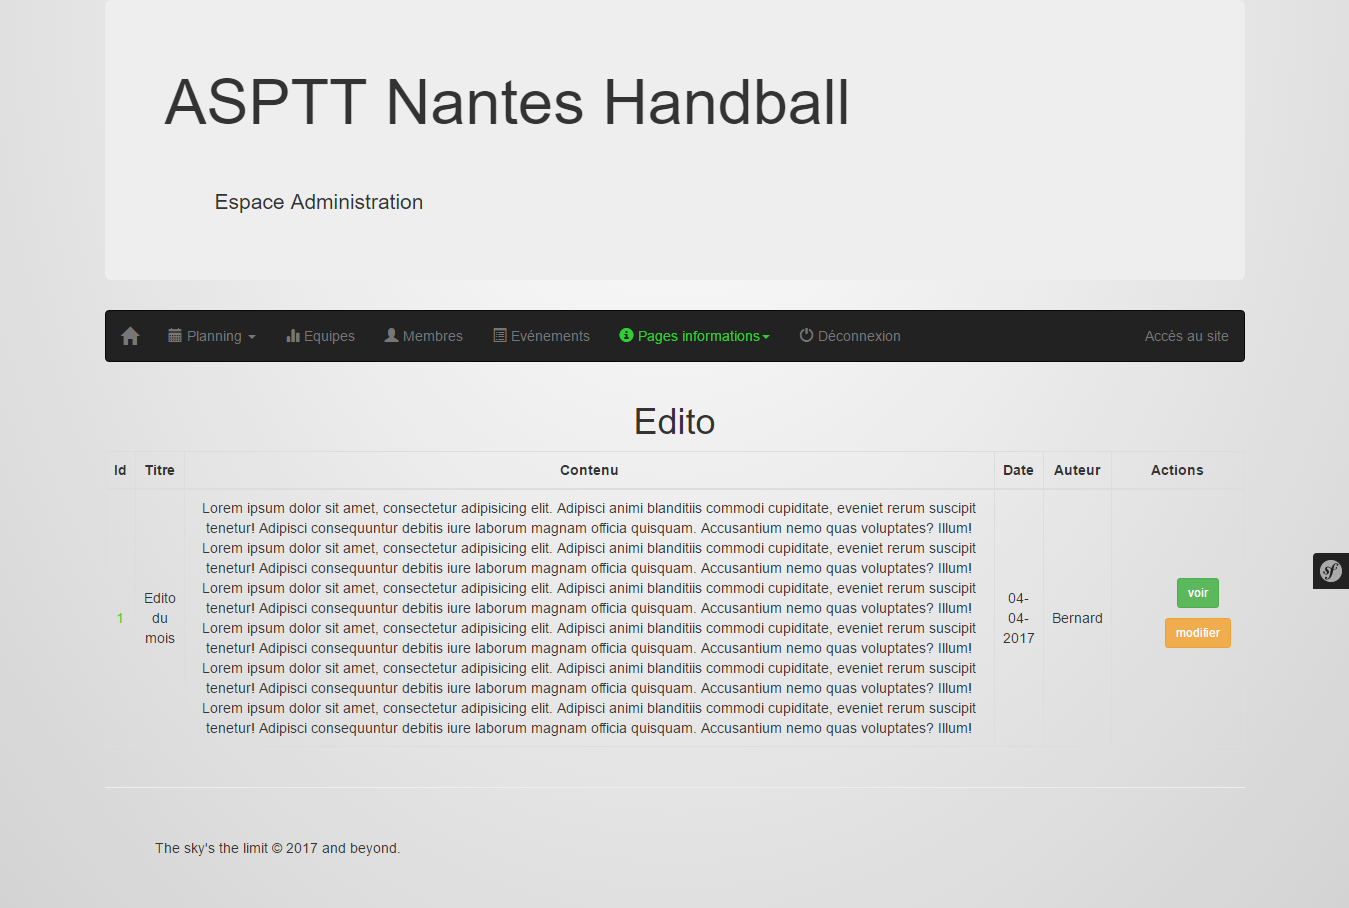 ASPTT Nantes Handball
Espace Administration
Planning Equipes Membres Evénements Pages informations Déconnexion Accès au site
Edito
Id Titre Contenu Date Auteur Actions
1
Edito
du
mois
Lorem ipsum dolor sit amet, consectetur adipisicing elit. Adipisci animi blanditiis commodi cupiditate, eveniet rerum suscipit
tenetur! Adipisci consequuntur debitis iure laborum magnam officia quisquam. Accusantium nemo quas voluptates? Illum!
Lorem ipsum dolor sit amet, consectetur adipisicing elit. Adipisci animi blanditiis commodi cupiditate, eveniet rerum suscipit
tenetur! Adipisci consequuntur debitis iure laborum magnam officia quisquam. Accusantium nemo quas voluptates? Illum!
Lorem ipsum dolor sit amet, consectetur adipisicing elit. Adipisci animi blanditiis commodi cupiditate, eveniet rerum suscipit
tenetur! Adipisci consequuntur debitis iure laborum magnam officia quisquam. Accusantium nemo quas voluptates? Illum!
Lorem ipsum dolor sit amet, consectetur adipisicing elit. Adipisci animi blanditiis commodi cupiditate, eveniet rerum suscipit
tenetur! Adipisci consequuntur debitis iure laborum magnam officia quisquam. Accusantium nemo quas voluptates? Illum!
Lorem ipsum dolor sit amet, consectetur adipisicing elit. Adipisci animi blanditiis commodi cupiditate, eveniet rerum suscipit
tenetur! Adipisci consequuntur debitis iure laborum magnam officia quisquam. Accusantium nemo quas voluptates? Illum!
Lorem ipsum dolor sit amet, consectetur adipisicing elit. Adipisci animi blanditiis commodi cupiditate, eveniet rerum suscipit
tenetur! Adipisci consequuntur debitis iure laborum magnam officia quisquam. Accusantium nemo quas voluptates? Illum!
04-
04-
2017
Bernard
voir
modifier
sf
The sky's the limit © 2017 and beyond.